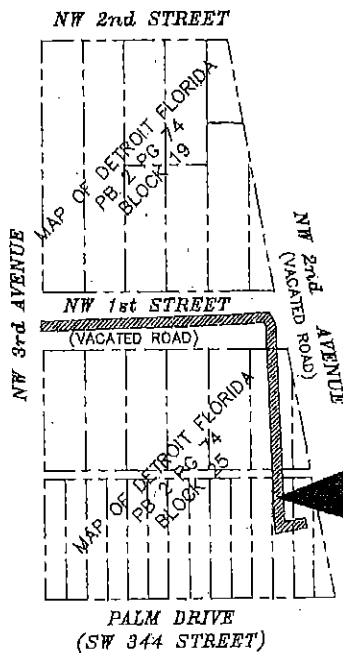 NW 2nd STREET
MAP OF DETROIT FLORIDA
PB 2 PG 74
BLOCK 19
NW 3rd AVENUE
NW 2nd AVENUE
(VACATED ROAD)
NW 1st STREET
(VACATED ROAD)
MAP OF DETROIT FLORIDA
PB 2 PG 74
BLOCK 25
PALM DRIVE
(SW 344 STREET)